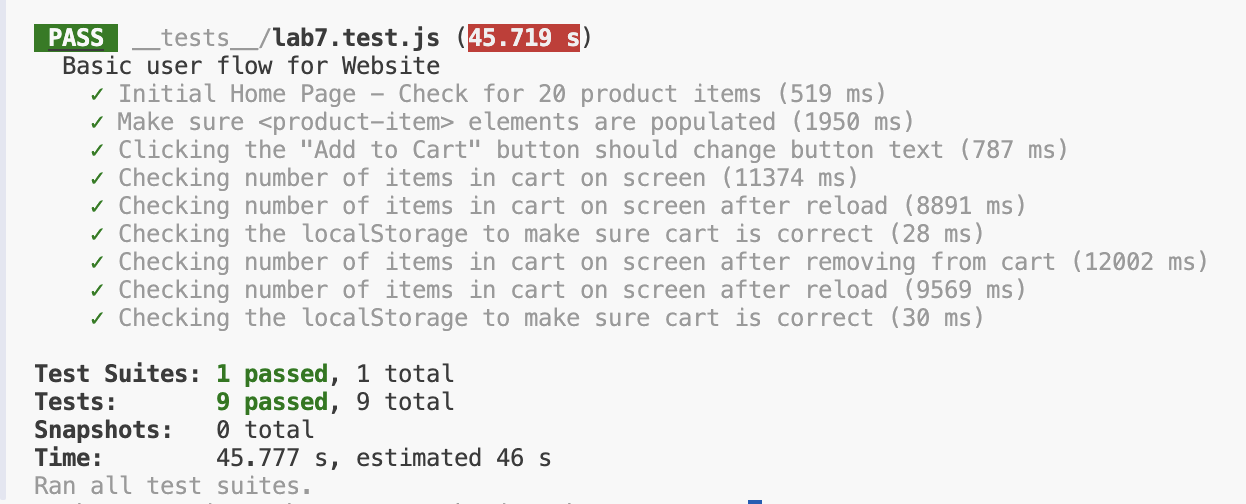 PASS __tests__/lab7.test.js (45.719 s)
Basic user flow for Website
✓ Initial Home Page – Check for 20 product items (519 ms)
✓ Make sure <product-item> elements are populated (1950 ms)
✓ Clicking the "Add to Cart" button should change button text (787 ms)
✓ Checking number of items in cart on screen (11374 ms)
✓ Checking number of items in cart on screen after reload (8891 ms)
✓ Checking the localStorage to make sure cart is correct (28 ms)
✓ Checking number of items in cart on screen after removing from cart (12002 ms)
✓ Checking number of items in cart on screen after reload (9569 ms)
✓ Checking the localStorage to make sure cart is correct (30 ms)
Test Suites: 1 passed, 1 total
Tests: 9 passed, 9 total
Snapshots: 0 total
Time: 45.777 s, estimated 46 s
Ran all test suites.